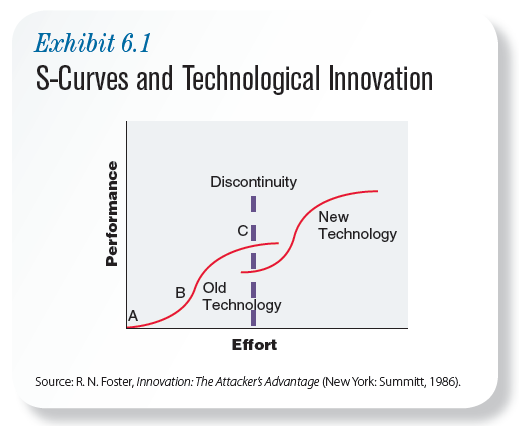 Exhibit 6.1
S-Curves and Technological Innovation
Performance
Discontinuity
C
New
Technology
B
Old
Technology
A
Effort
Source: R. N. Foster, Innovation: The Attacker's Advantage (New York: Summitt, 1986).